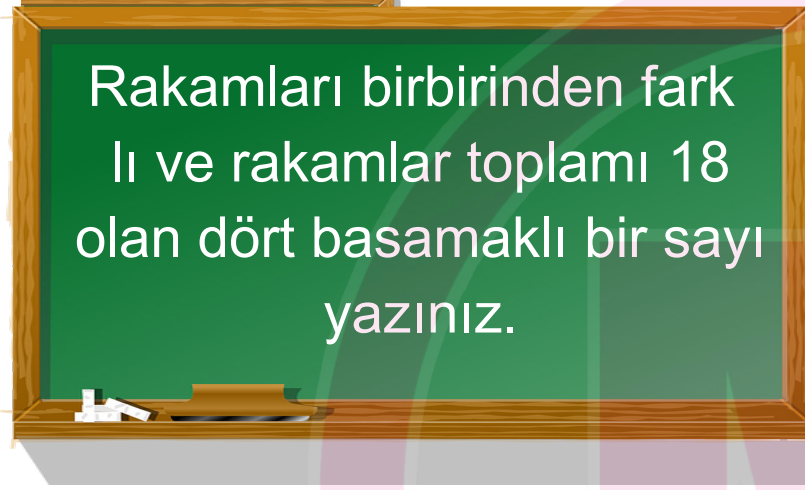 Rakamları birbirinden fark
lı ve rakamlar toplamı 18
olan dört basamaklı bir sayı
yazınız.